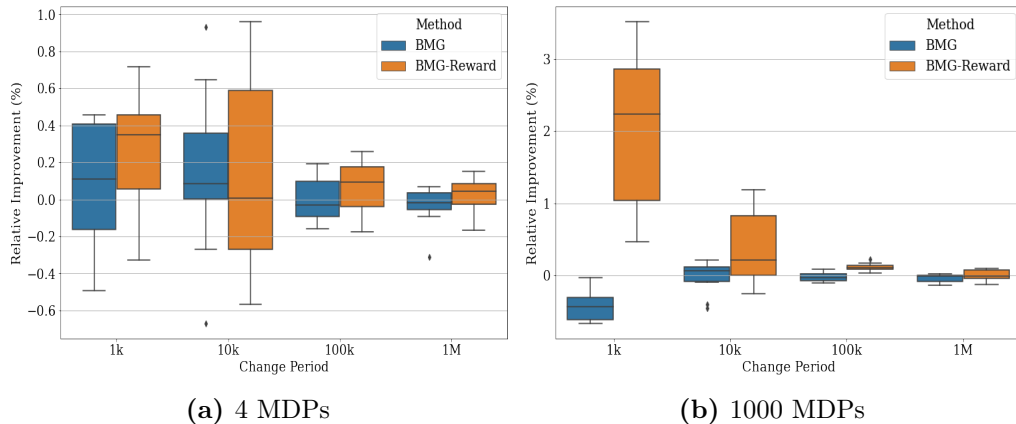 1.0
0.8
0.6
0.4
0.2
0.0
−0.2
−0.4
−0.6
Relative Improvement (%)
Method
BMG
BMG-Reward
1k
10k
100k
1M
Change Period
(a) 4 MDPs
3
2
1
0
Relative Improvement (%)
Method
BMG
BMG-Reward
1k
10k
100k
1M
Change Period
(b) 1000 MDPs